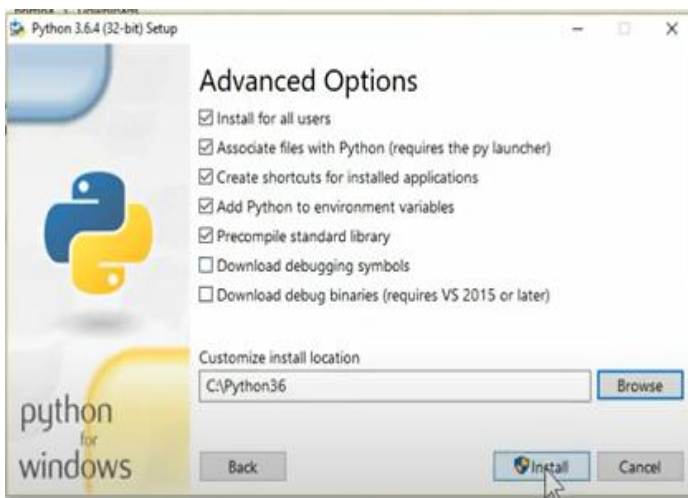 Python 3.6.4 (32-bit) Setup
Advanced Options
Install for all users
Associate files with Python (requires the py launcher)
Create shortcuts for installed applications
Add Python to environment variables
Precompile standard library
Download debugging symbols
Download debug binaries (requires VS 2015 or later)
Customize install location
C:\Python36
Browse
python
for
windows
Back
Install
Cancel